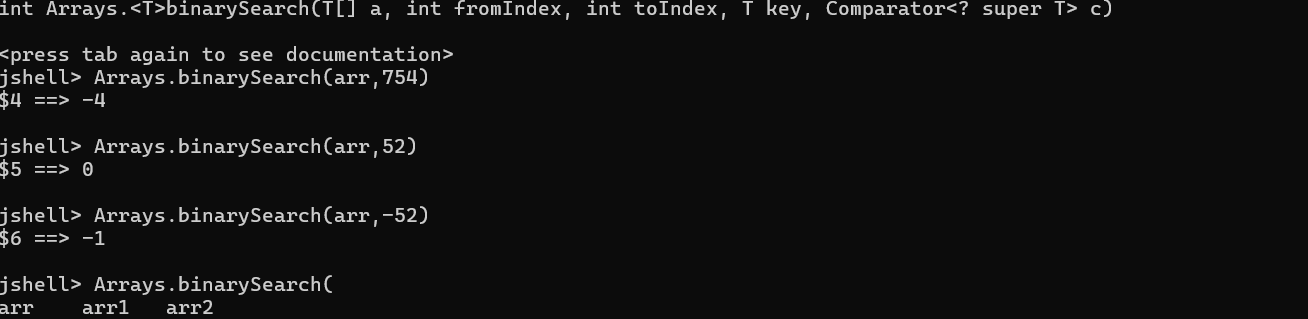 int Arrays.<T>binarySearch(T[] a, int fromIndex, int toIndex, T key, Comparator<? super T> c)
<press tab again to see documentation>
jshell> Arrays.binarySearch(arr,754)
$4 ==> -4
jshell> Arrays.binarySearch(arr,52)
$5 ==> 0
jshell> Arrays.binarySearch(arr,-52)
$6 ==> -1
jshell> Arrays.binarySearch(
arr    arr1   arr2